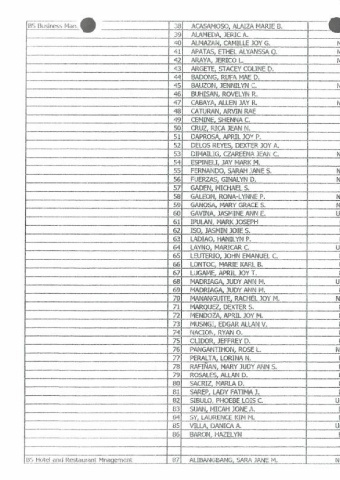 BS Business Man. 38 ACASAMOSO, ALAIZA MARIE B.
39 ALAMEDA, JERIC A.
40 ALMAZAN, CAMILLE JOY G.
41 APATAS, ETHEL ALYANSSA Q.
42 ARAYA, JERICO L.
43 ARGETE, STACEY COLINE D.
44 BADONG, RUFA MAE D.
45 BAUZON, JENNILYN C.
46 BUHISAN, ROVELYN R.
47 CABAYA, ALLEN JAY R.
48 CATURAN, ARVIN RAE
49 CEMINE, SHENNA C.
50 CRUZ, RICA JEAN N.
51 DAPROSA, APRIL JOY P.
52 DELOS REYES, DEXTER JOY A.
53 DIMAILIG, CZAREENA JEAN C.
54 ESPINELI, JAY MARK M.
55 FERNANDO, SARAH JANE S.
56 FUERZAS, GINALYN D.
57 GADEN, MICHAEL S.
58 GALEON, RONA-LYNNE P.
59 GANOSA, MARY GRACE S.
60 GAVINA, JASMINE ANN E.
61 IPULAN, MARK JOSEPH
62 ISO, JASMIN JOIE S.
63 LADIAO, HANILYN P.
64 LAYNO, MARICAR C.
65 LEUTERIO, JOHN EMANUEL C.
66 LONTOC, MARIE KARL B.
67 LUGAME, APRIL JOY T.
68 MADRIAGA, JUDY ANN M.
69 MADRIAGA, JUDY ANN M.
70 MANANGUITE, RACHEL JOY M.
71 MARQUEZ, DEXTER S.
72 MENDOZA, APRIL JOY M.
73 MUSNGI, EDGAR ALLAN V.
74 NACION, RYAN O.
75 OLIDOR, JEFFREY D.
76 PANGANTIHON, ROSE L.
77 PERALTA, LORINA N.
78 RAFIÑAN, MARY JUDY ANN S.
79 ROSALES, ALLAN D.
80 SACRIZ, MARLA D.
81 SAREP, LADY FATIMA J.
82 SIBULO, PHOEBE LOIS C.
83 SUAN, MICAH JONE A.
84 SY, LAURENCE KIM M.
85 VILLA, DANICA A.
86 BARON, HAZELYN
BS Hotel and Restaurant Mnagement 87 ALIBANGBANG, SARA JANE M.